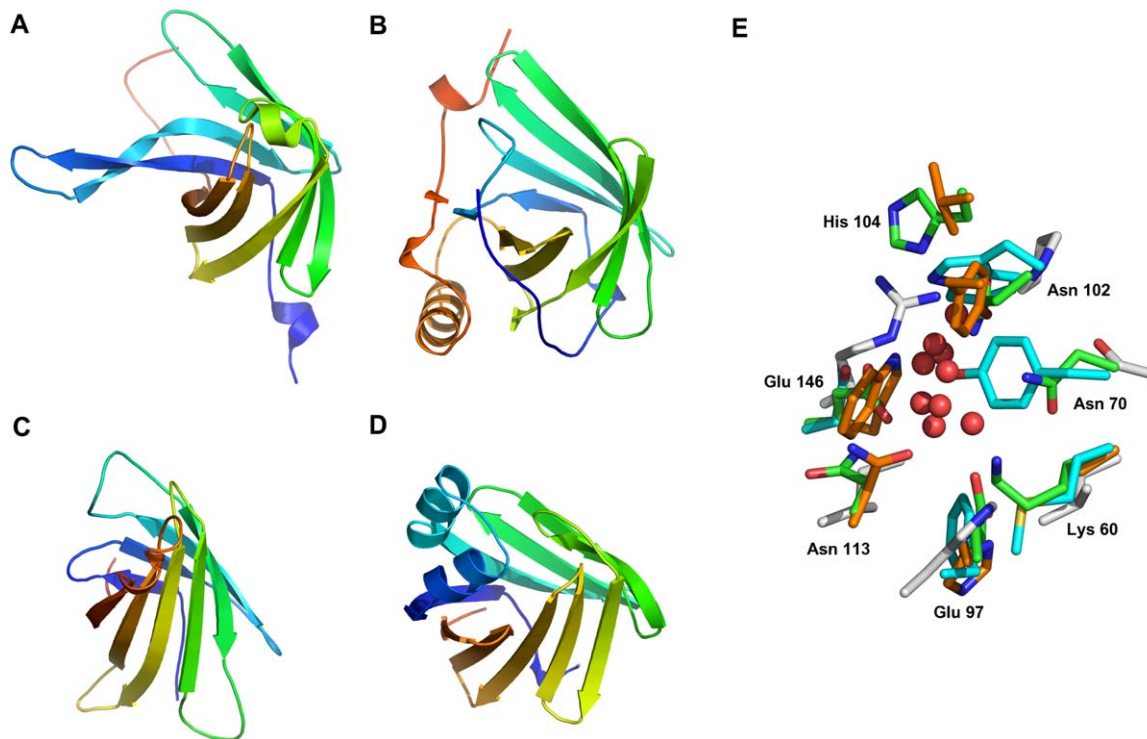 A
B
E
His 104
Asn 102
Glu 146
Asn 70
C
D
Asn 113
Lys 60
Glu 97